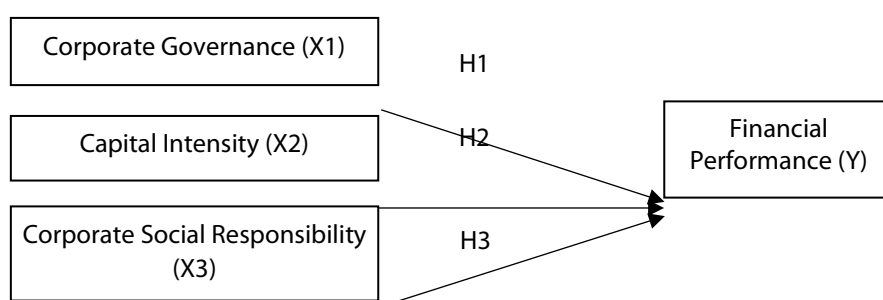 Corporate Governance (X1)
H1
Capital Intensity (X2)
H2
Financial
Performance (Y)
Corporate Social Responsibility
(X3)
H3